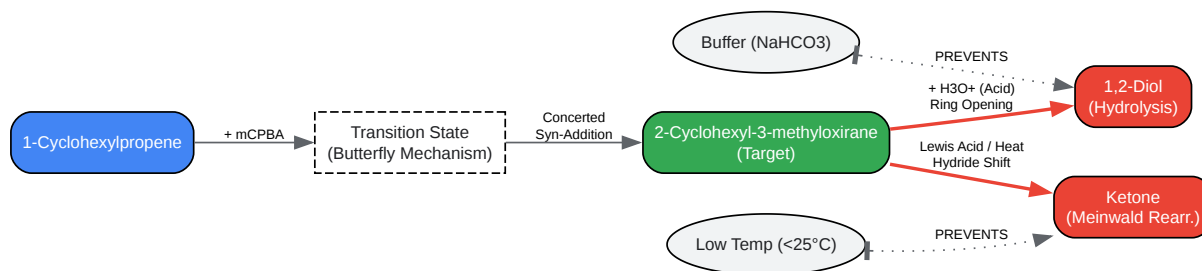 Buffer (NaHCO3)
PREVENTS
1,2-Diol
(Hydrolysis)
+ H3O+ (Acid)
Ring Opening
1-Cyclohexylpropene
+ mCPBA
Transition State
(Butterfly Mechanism)
Concerted
Syn-Addition
2-Cyclohexyl-3-methyloxirane
(Target)
Lewis Acid / Heat
Hydride Shift
Ketone
(Meinwald Rearr.)
Low Temp (<25°C)
PREVENTS